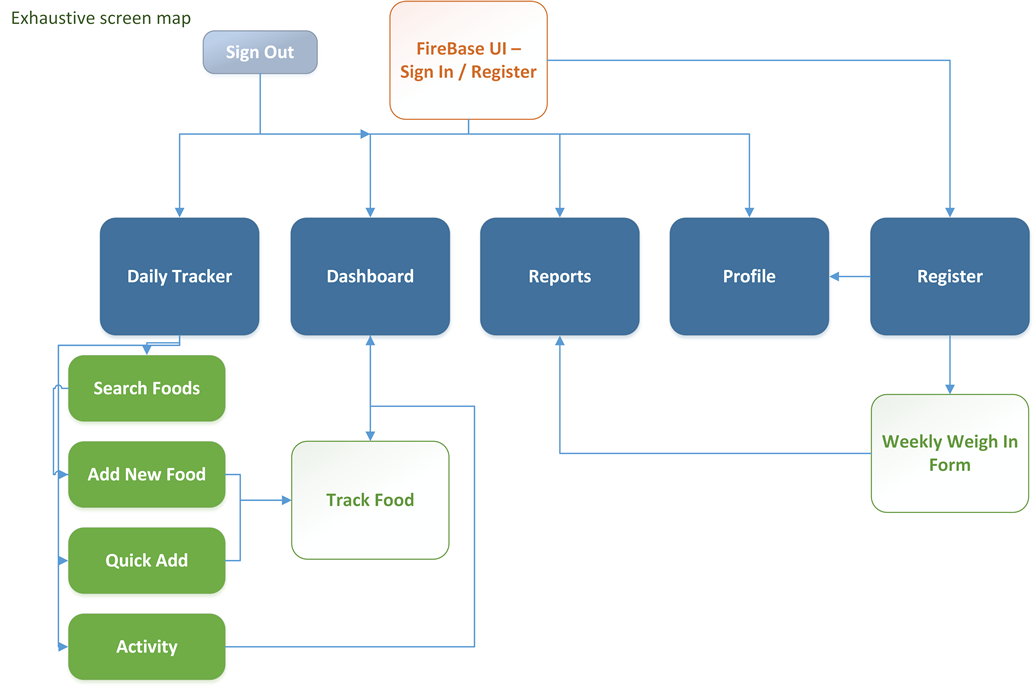 Exhaustive screen map
Sign Out
FireBase UI –
Sign In / Register
Daily Tracker
Dashboard
Reports
Profile
Register
Search Foods
Add New Food
Quick Add
Activity
Track Food
Weekly Weigh In
Form